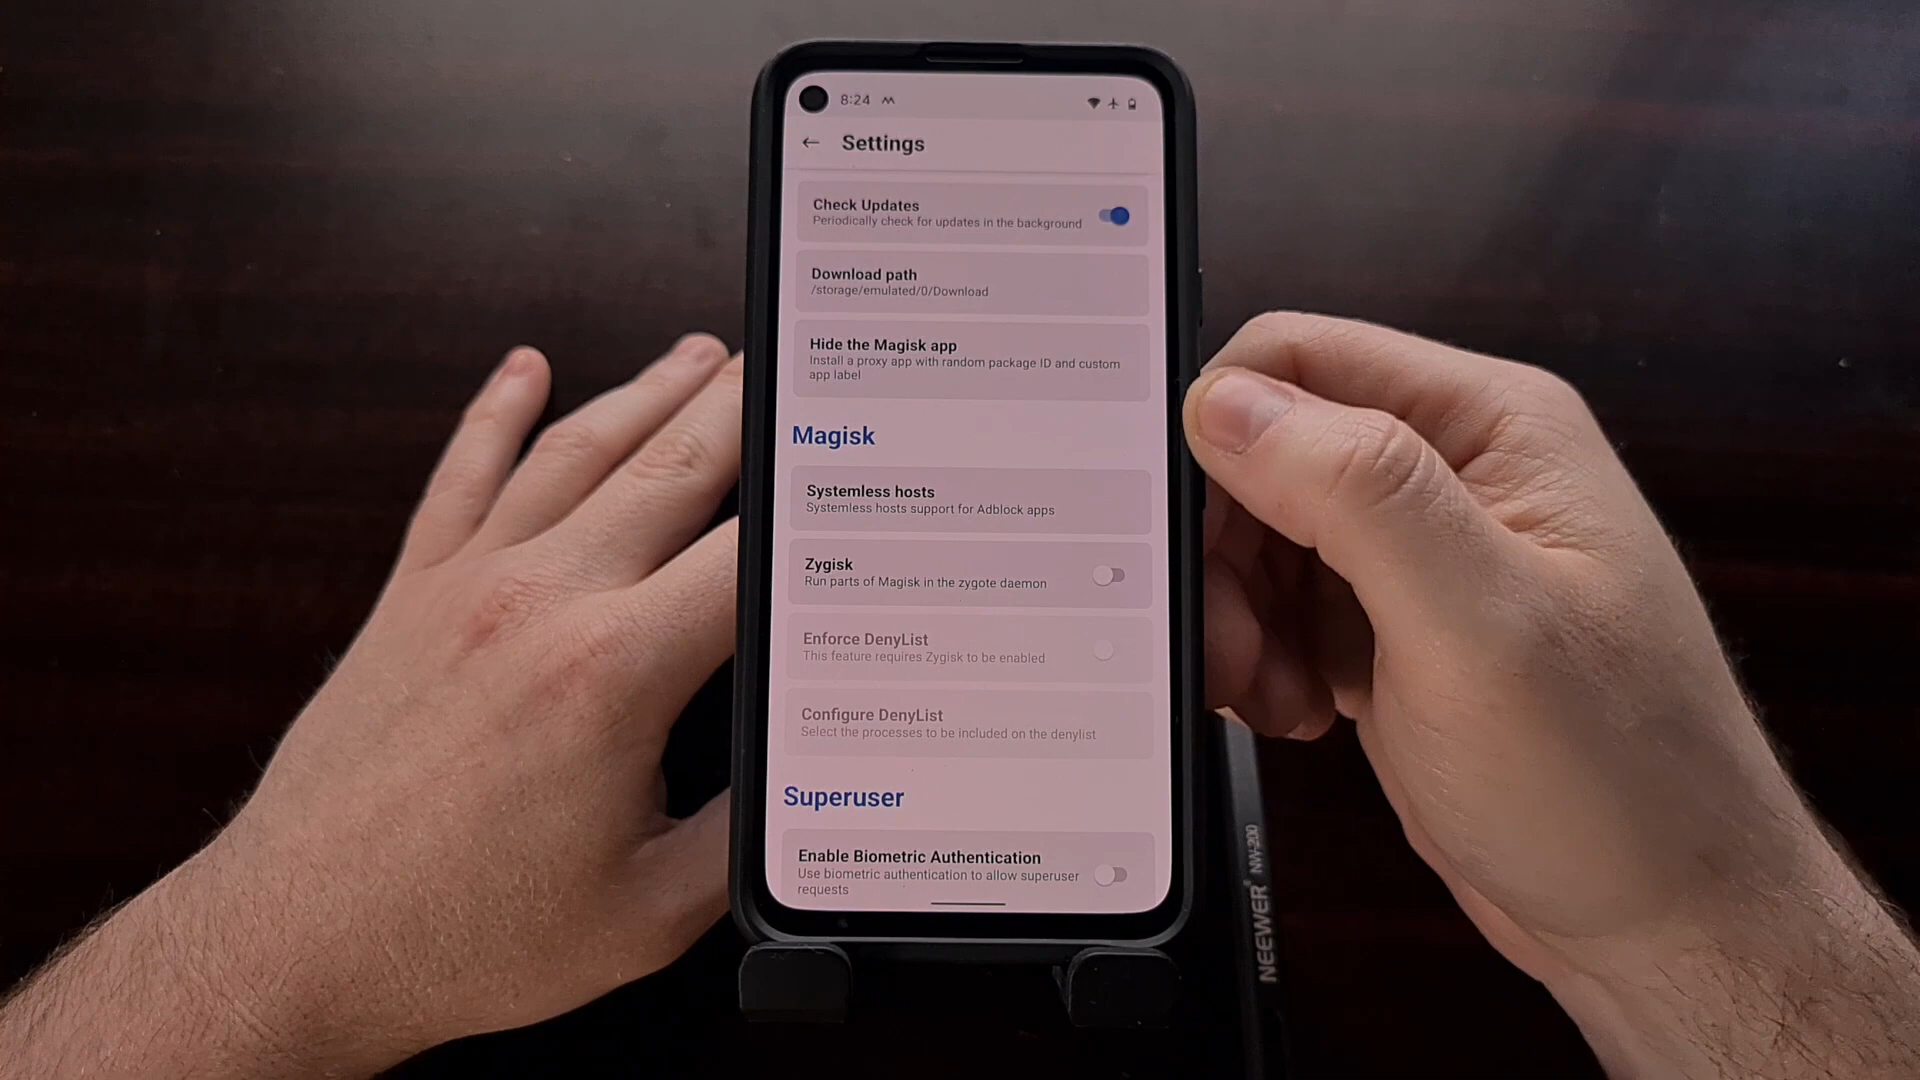 8:24
Settings
Check Updates
Periodically check for updates in the background
Download path
/storage/emulated/0/Download
Hide the Magisk app
Install a proxy app with random package ID and custom
app label
Magisk
Systemless hosts
Systemless hosts support for Adblock apps
Zygisk
Run parts of Magisk in the zygote daemon
Enforce DenyList
This feature requires Zygisk to be enabled
Configure DenyList
Select the processes to be included on the denylist
Superuser
Enable Biometric Authentication
Use biometric authentication to allow superuser
requests
NEEWER® NW-200